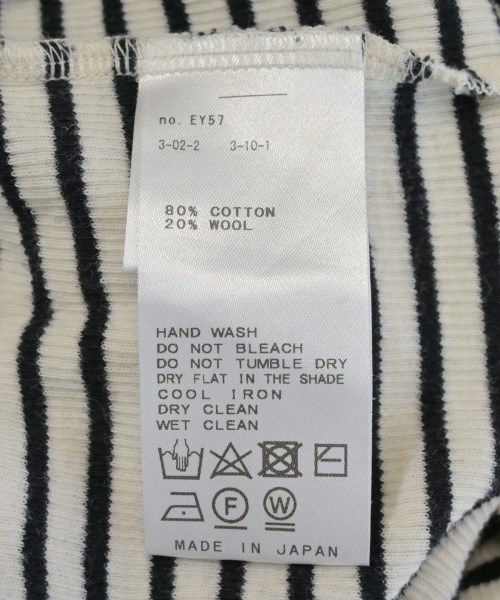 no. EY57
3-02-2 3-10-1
80% COTTON
20% WOOL
HAND WASH
DO NOT BLEACH
DO NOT TUMBLE DRY
DRY FLAT IN THE SHADE
COOL IRON
DRY CLEAN
WET CLEAN
F W
MADE IN JAPAN